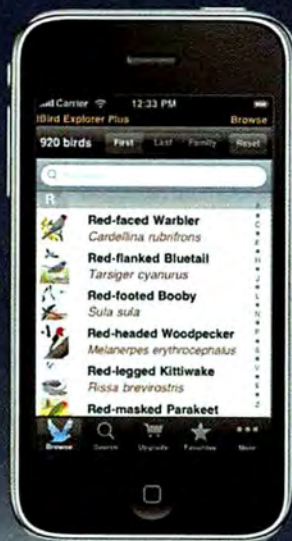 Carrier 12:33 PM
iBird Explorer Plus Browse
920 birds First Last Family Reset
R
Red-faced Warbler
Cardellina rubrifrons
Red-flanked Bluetail
Tarsiger cyanurus
Red-footed Booby
Sula sula
Red-headed Woodpecker
Melanerpes erythrocephalus
Red-legged Kittiwake
Rissa brevirostris
Red-masked Parakeet
Browse Search Upgrade Favorites More